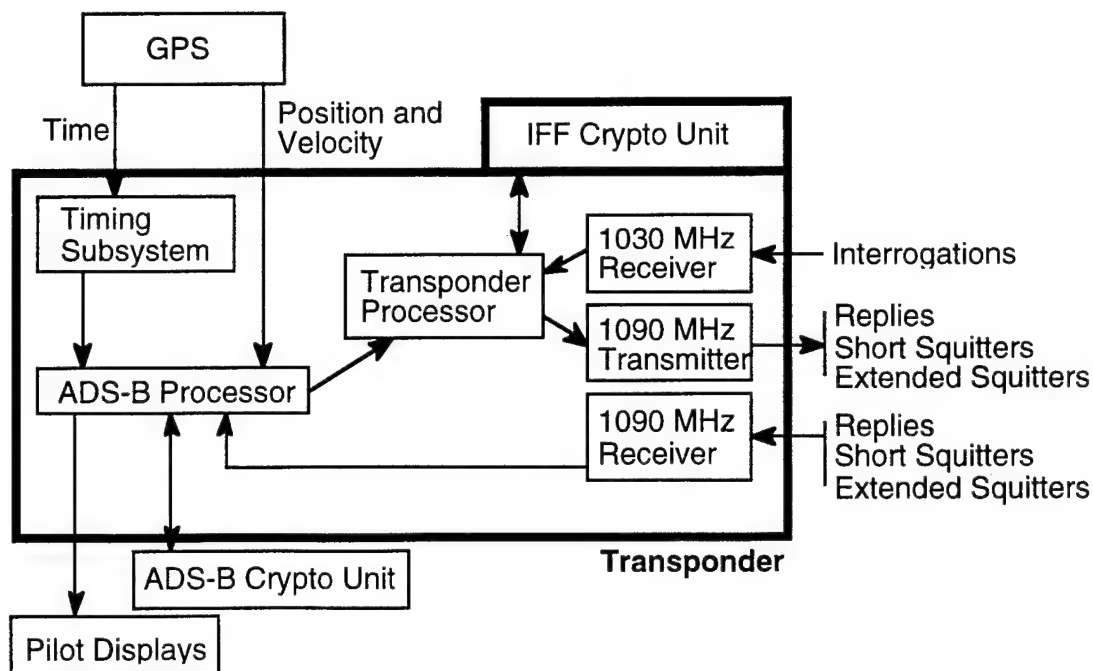 GPS
Time
Position and
Velocity
IFF Crypto Unit
Timing
Subsystem
Transponder
Processor
1030 MHz
Receiver
Interrogations
1090 MHz
Transmitter
Replies
Short Squitters
Extended Squitters
ADS-B Processor
1090 MHz
Receiver
Replies
Short Squitters
Extended Squitters
Transponder
ADS-B Crypto Unit
Pilot Displays